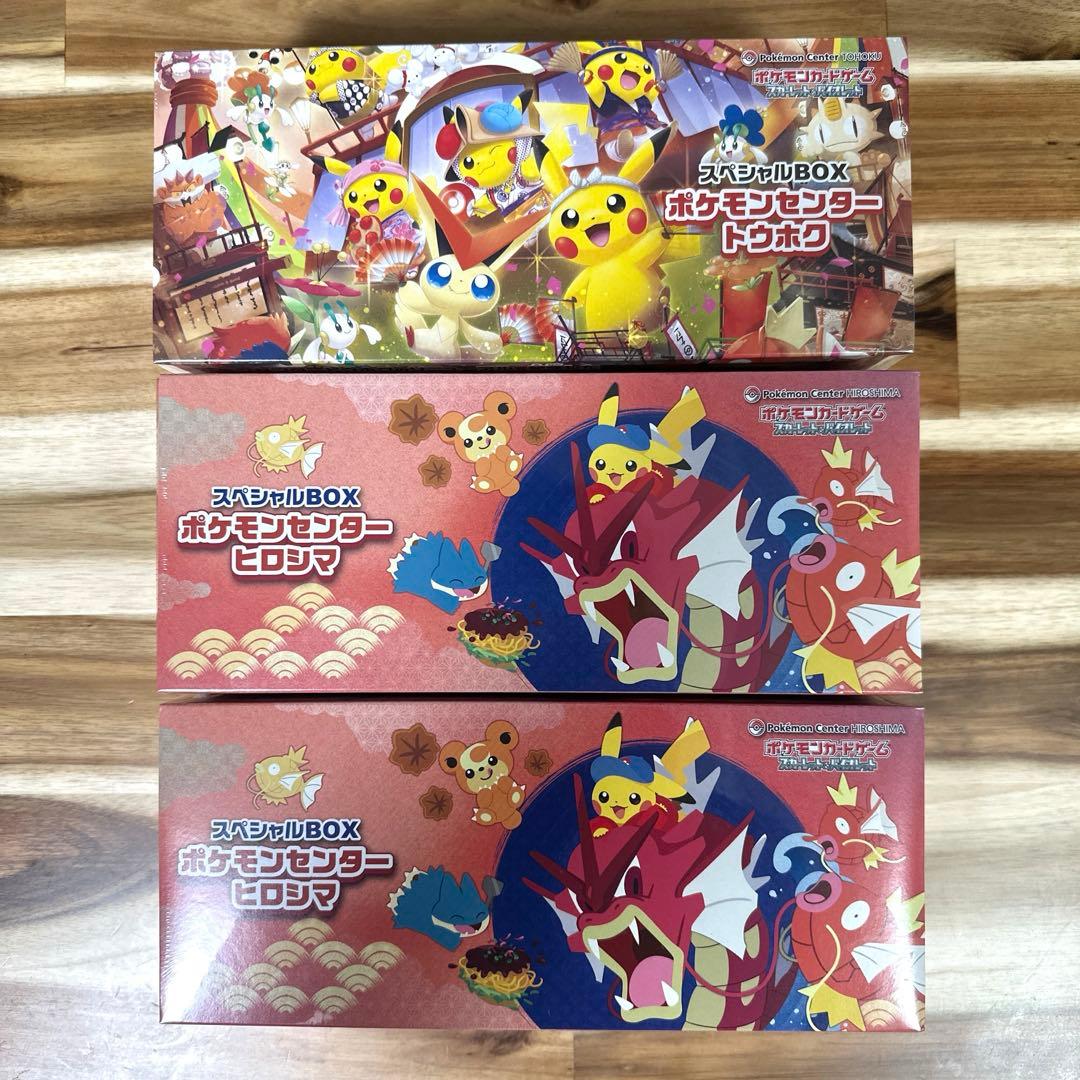 Pokémon Center TOHOKU
ポケモンカードゲーム
スカーレット&バイオレット
スペシャルBOX
ポケモンセンター
トウホク
Pokémon Center HIROSHIMA
ポケモンカードゲーム
スカーレット&バイオレット
スペシャルBOX
ポケモンセンター
ヒロシマ
Pokémon Center HIROSHIMA
ポケモンカードゲーム
スカーレット&バイオレット
スペシャルBOX
ポケモンセンター
ヒロシマ